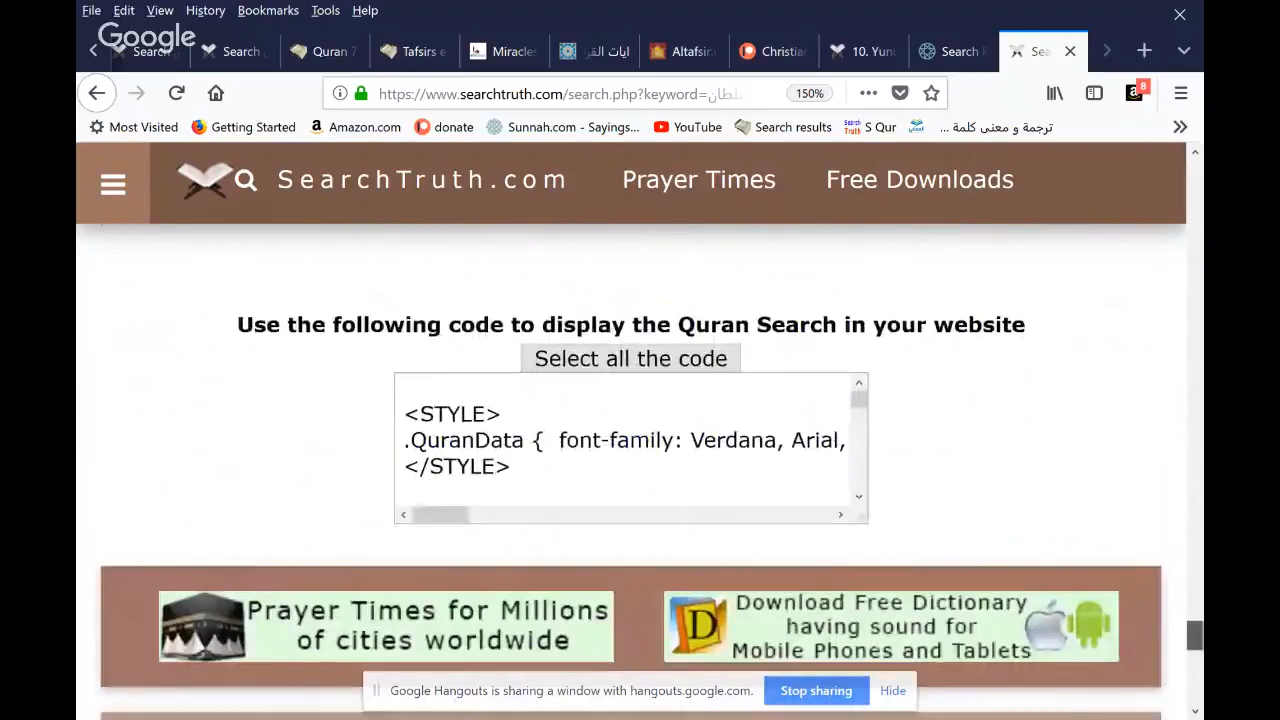 File Edit View History Bookmarks Tools Help
Google
Search Search Quran 7 Tafsirs e Miracles ايات القر Altafsir. Christian 10. Yun Search Sea
https://www.searchtruth.com/search.php?keyword=سلطان 150%
Most Visited Getting Started Amazon.com donate Sunnah.com - Sayings,... YouTube Search results S Qur ترجمة و معنى كلمة ...
SearchTruth.com Prayer Times Free Downloads
Use the following code to display the Quran Search in your website
Select all the code
<STYLE>
.QuranData { font-family: Verdana, Arial,
</STYLE>
Prayer Times for Millions
of cities worldwide
Download Free Dictionary
having sound for
Mobile Phones and Tablets
Google Hangouts is sharing a window with hangouts.google.com. Stop sharing Hide